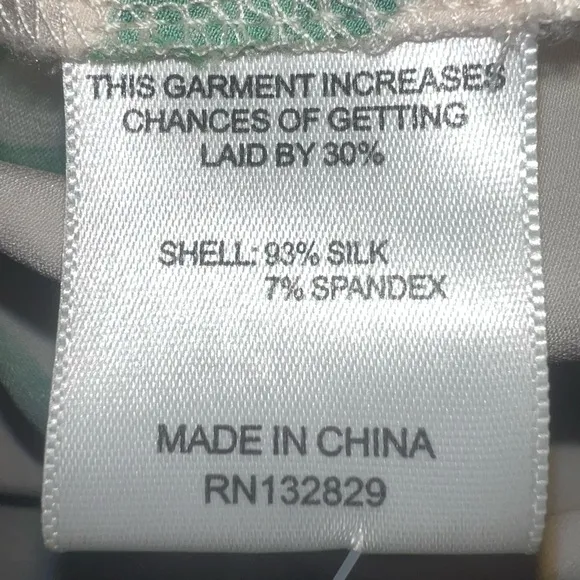 THIS GARMENT INCREASES
CHANCES OF GETTING
LAID BY 30%
SHELL: 93% SILK
7% SPANDEX
MADE IN CHINA
RN132829